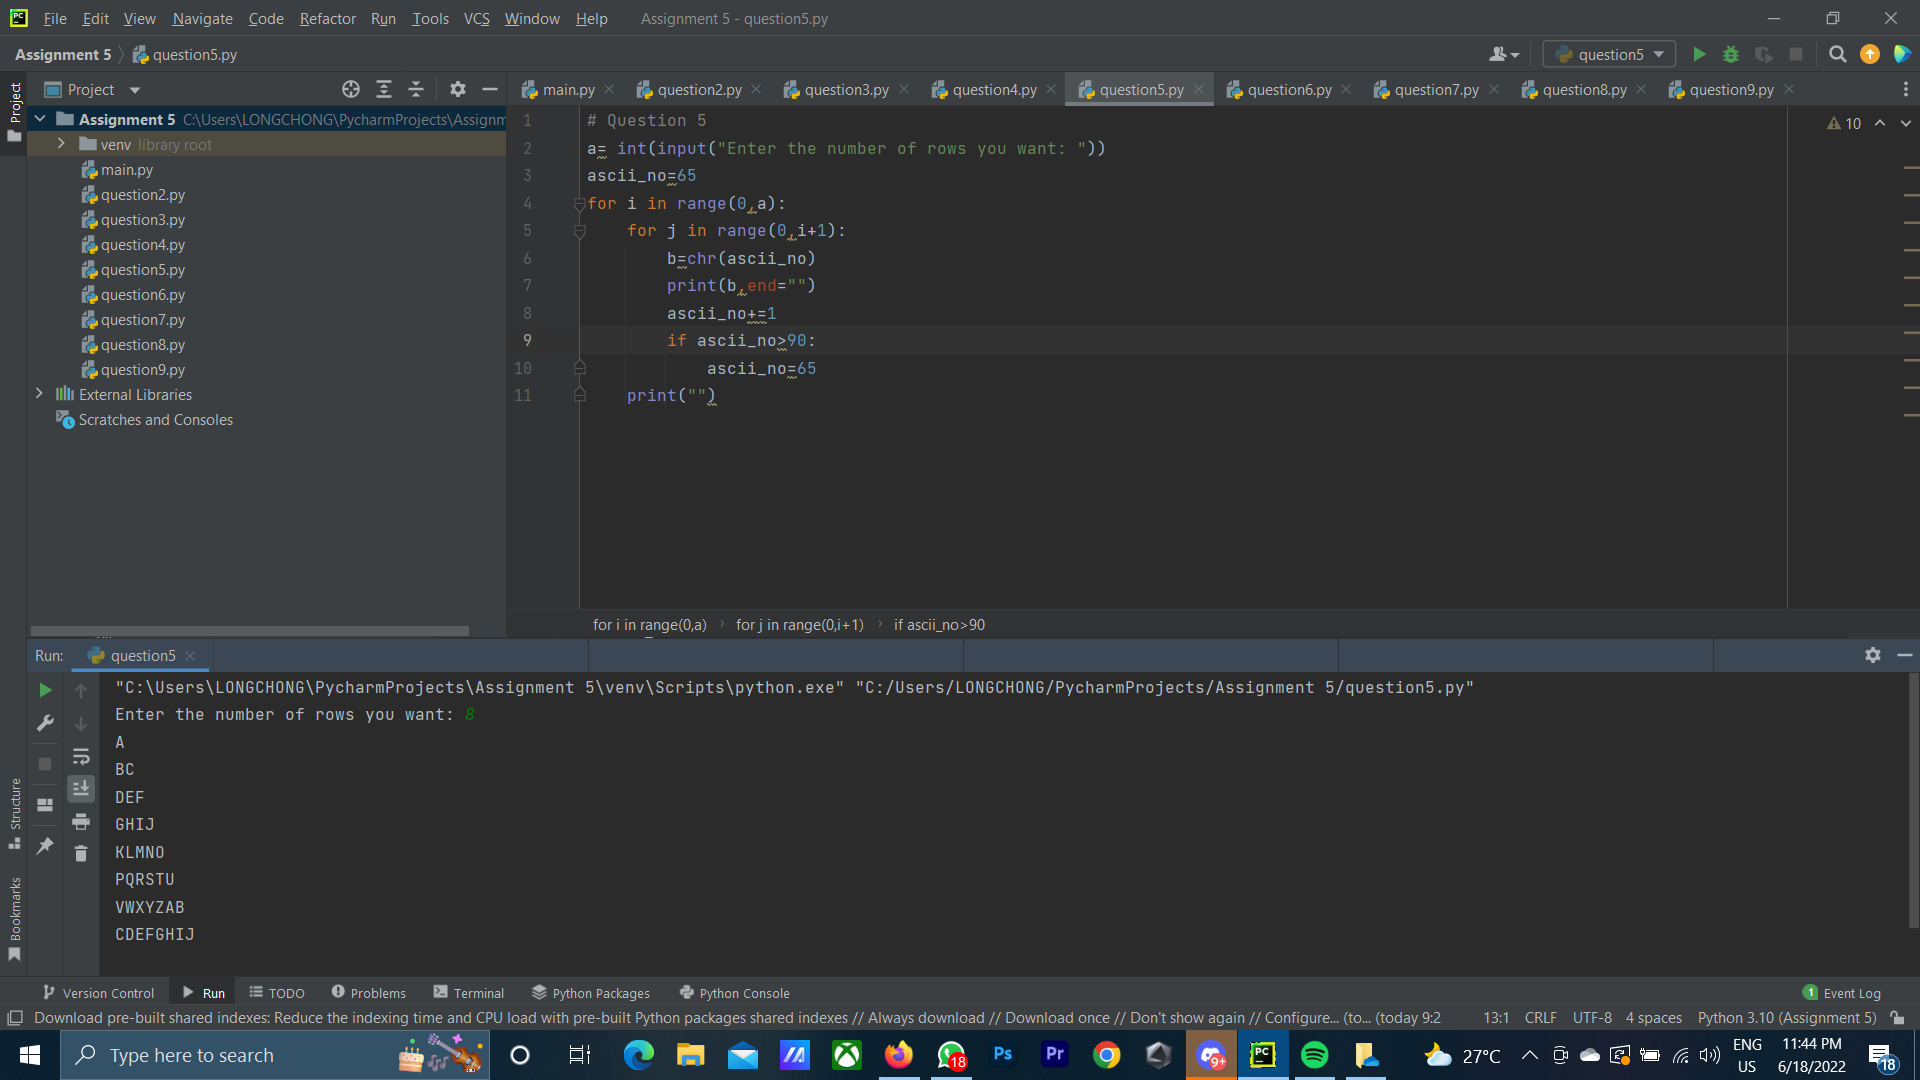 PC File Edit View Navigate Code Refactor Run Tools VCS Window Help Assignment 5 - question5.py
Assignment 5 question5.py question5
Project
Project
main.py question2.py question3.py question4.py question5.py question6.py question7.py question8.py question9.py
Assignment 5 C:\Users\LONGCHONG\PycharmProjects\Assignm
venv library root
main.py
question2.py
question3.py
question4.py
question5.py
question6.py
question7.py
question8.py
question9.py
External Libraries
Scratches and Consoles
10
1 # Question 5
2 a= int(input("Enter the number of rows you want: "))
3 ascii_no=65
4 for i in range(0,a):
5     for j in range(0,i+1):
6         b=chr(ascii_no)
7         print(b,end="")
8         ascii_no+=1
9         if ascii_no>90:
10             ascii_no=65
11     print("")
for i in range(0,a) for j in range(0,i+1) if ascii_no>90
Run: question5
"C:\Users\LONGCHONG\PycharmProjects\Assignment 5\venv\Scripts\python.exe" "C:/Users/LONGCHONG/PycharmProjects/Assignment 5/question5.py"
Enter the number of rows you want: 8
A
BC
DEF
GHIJ
KLMNO
PQRSTU
VWXYZAB
CDEFGHIJ
Structure
Bookmarks
Version Control Run TODO Problems Terminal Python Packages Python Console 1 Event Log
Download pre-built shared indexes: Reduce the indexing time and CPU load with pre-built Python packages shared indexes // Always download // Download once // Don't show again // Configure... (to... (today 9:2 13:1 CRLF UTF-8 4 spaces Python 3.10 (Assignment 5)
Type here to search 18 Ps Pr 9+ PC 27°C ENG US 11:44 PM 6/18/2022 18